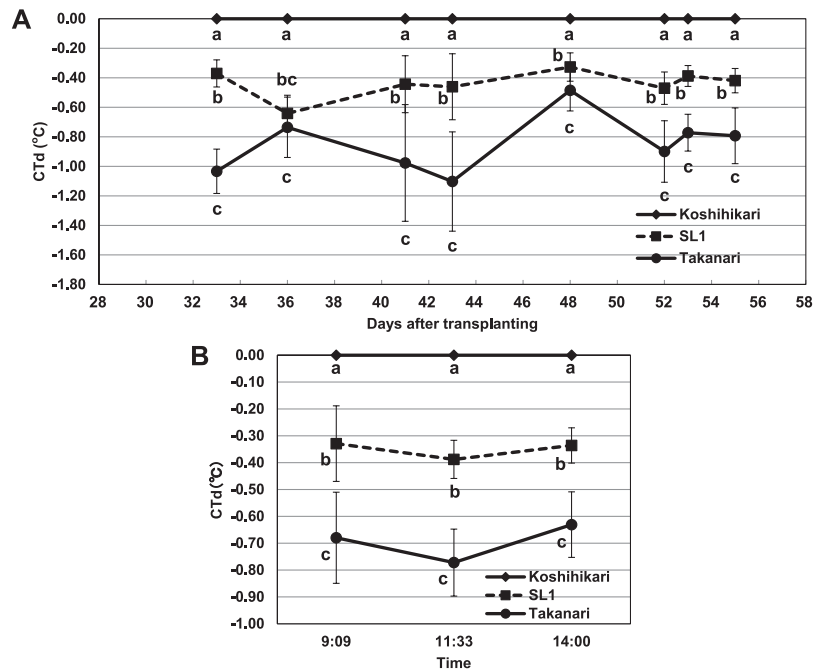 A
0.00
-0.20
-0.40
-0.60
-0.80
-1.00
-1.20
-1.40
-1.60
-1.80
CTd (°C)
a a a a a a a a
b bc b b b b b b
c c c c c c c c
Koshihikari
SL1
Takanari
28 30 32 34 36 38 40 42 44 46 48 50 52 54 56 58
Days after transplanting
B
0.00
-0.10
-0.20
-0.30
-0.40
-0.50
-0.60
-0.70
-0.80
-0.90
-1.00
CTd (℃)
a a a
b b b
c c c
Koshihikari
SL1
Takanari
9:09 11:33 14:00
Time